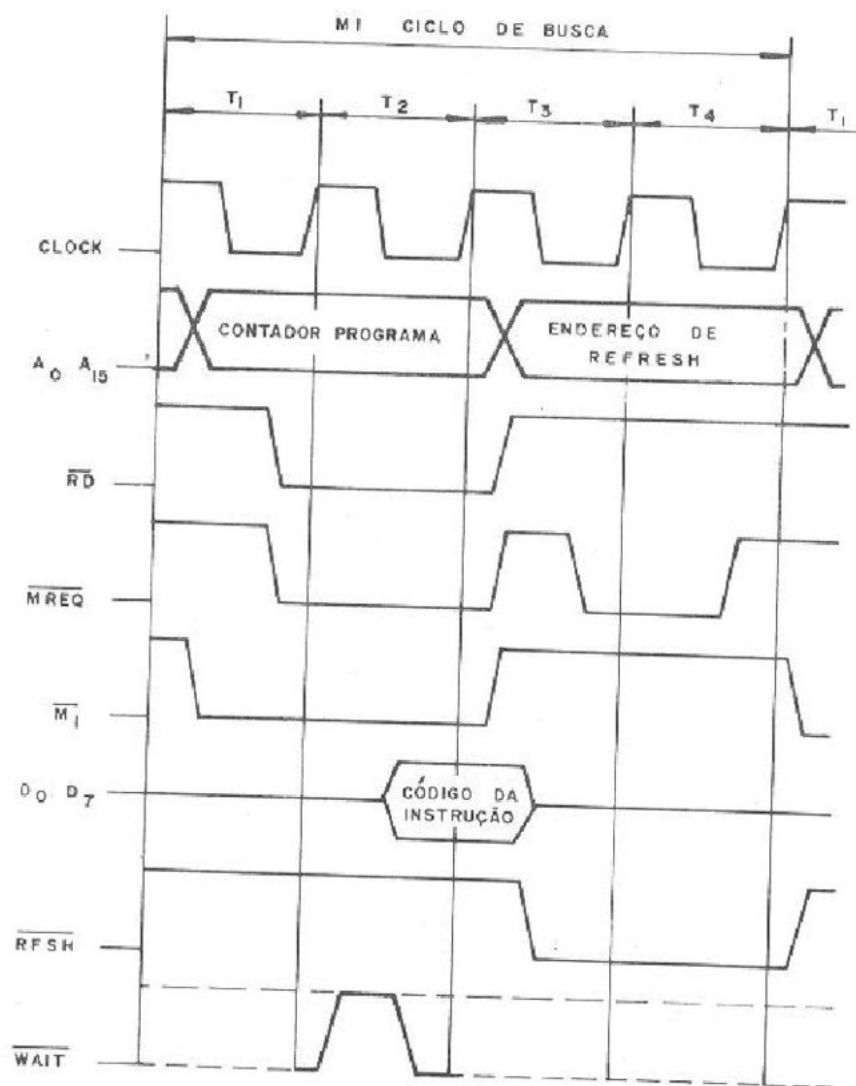 M1 CICLO DE BUSCA
T1 T2 T3 T4 T1
CLOCK
CONTADOR PROGRAMA
ENDEREÇO DE
REFRESH
A0 A15
RD
MREQ
M1
D0 D7
CÓDIGO DA
INSTRUÇÃO
RFSH
WAIT